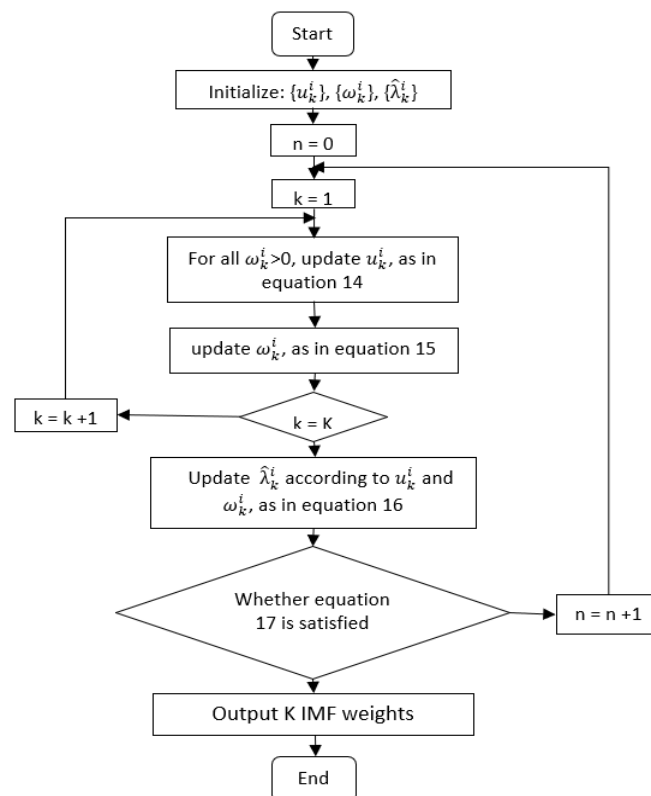 Start
Initialize: {u_k^i}, {ω_k^i}, {λ̂_k^i}
n = 0
k = 1
For all ω_k^i>0, update u_k^i, as in
equation 14
update ω_k^i, as in equation 15
k = k +1
k = K
Update λ̂_k^i according to u_k^i and
ω_k^i, as in equation 16
Whether equation
17 is satisfied
n = n +1
Output K IMF weights
End